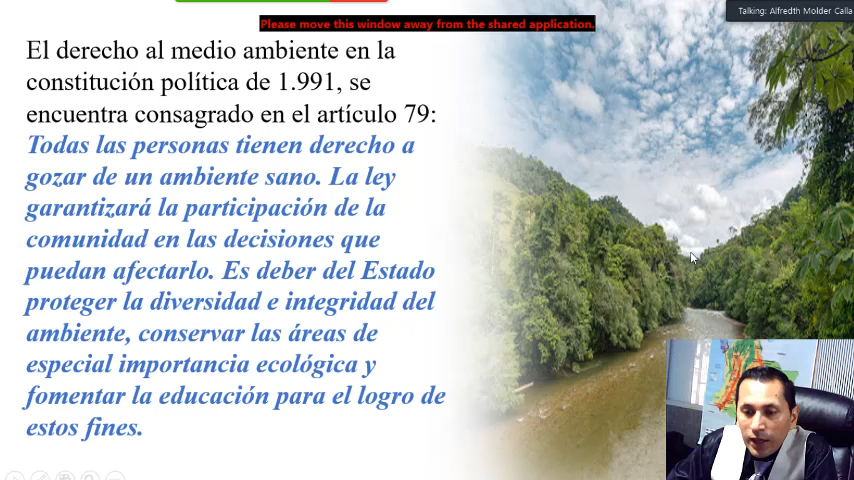 Please move this window away from the shared application.
Talking: Alfredth Molder Calla
El derecho al medio ambiente en la
constitución política de 1.991, se
encuentra consagrado en el artículo 79:
Todas las personas tienen derecho a
gozar de un ambiente sano. La ley
garantizará la participación de la
comunidad en las decisiones que
puedan afectarlo. Es deber del Estado
proteger la diversidad e integridad del
ambiente, conservar las áreas de
especial importancia ecológica y
fomentar la educación para el logro de
estos fines.